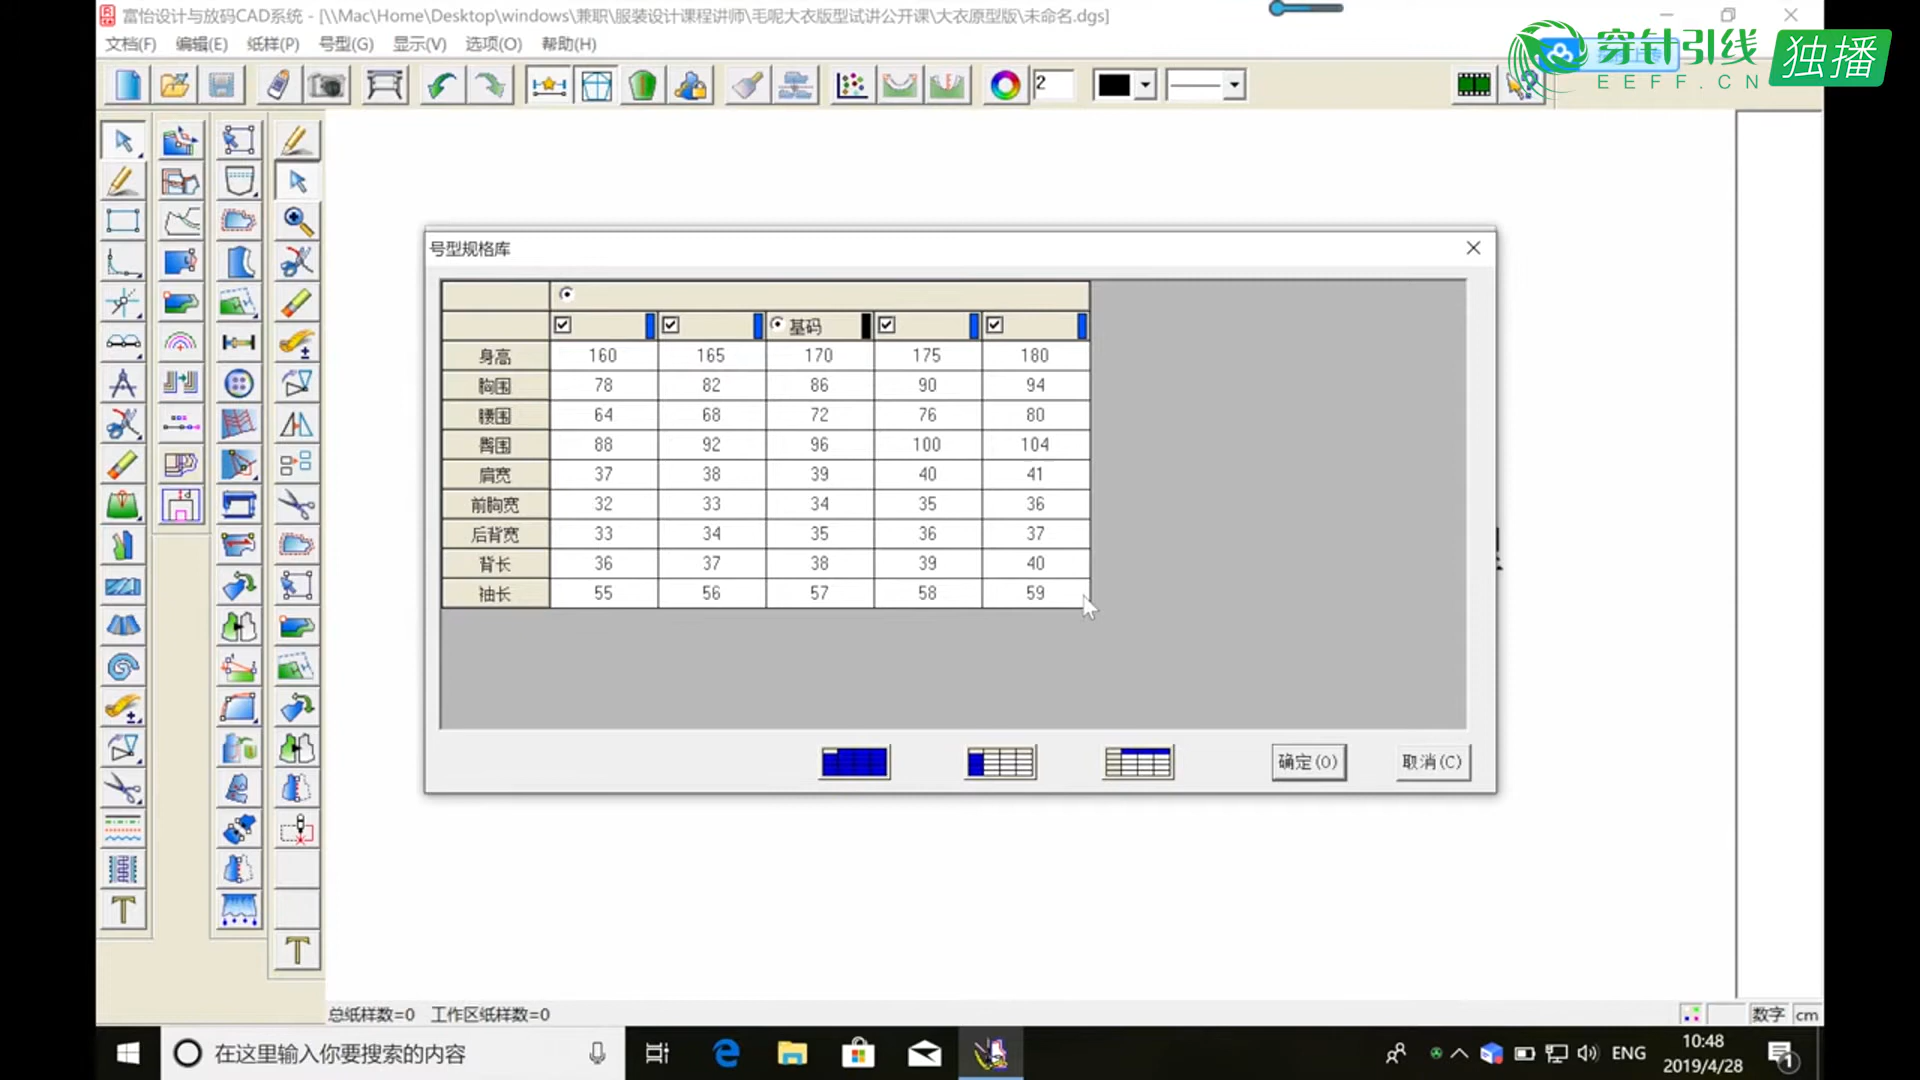 富怡设计与放码CAD系统 - [\\Mac\Home\Desktop\windows\兼职\服装设计课程讲师\毛呢大衣版型试讲公开课\大衣原型版\未命名.dgs]
文档(F) 编辑(E) 纸样(P) 号型(G) 显示(V) 选项(O) 帮助(H)
穿针引线
EEFF.CN
独播
2
号型规格库
基码
身高 160 165 170 175 180
胸围 78 82 86 90 94
腰围 64 68 72 76 80
臀围 88 92 96 100 104
肩宽 37 38 39 40 41
前胸宽 32 33 34 35 36
后背宽 33 34 35 36 37
背长 36 37 38 39 40
袖长 55 56 57 58 59
确定(O) 取消(C)
总纸样数=0 工作区纸样数=0
数字 cm
在这里输入你要搜索的内容
ENG
10:48
2019/4/28
1